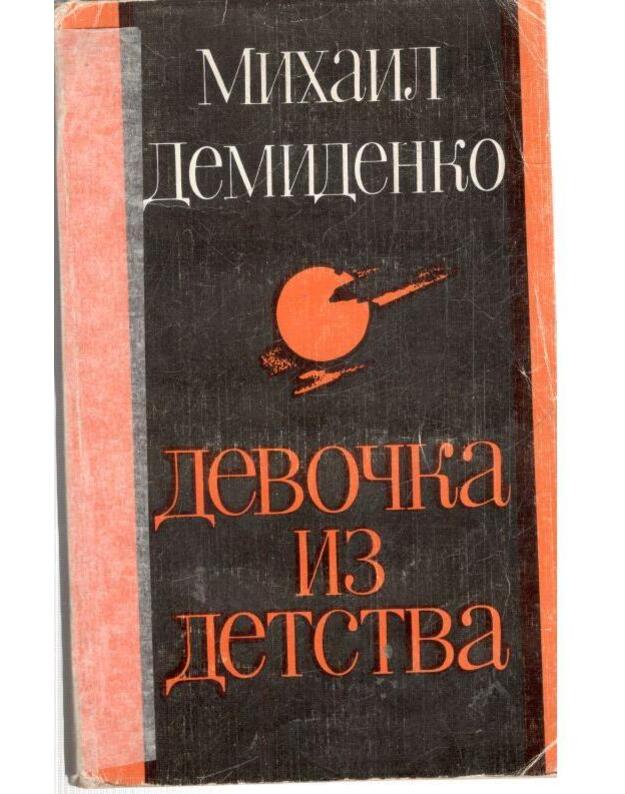 Михаил
Демиденко
девочка
из
детства